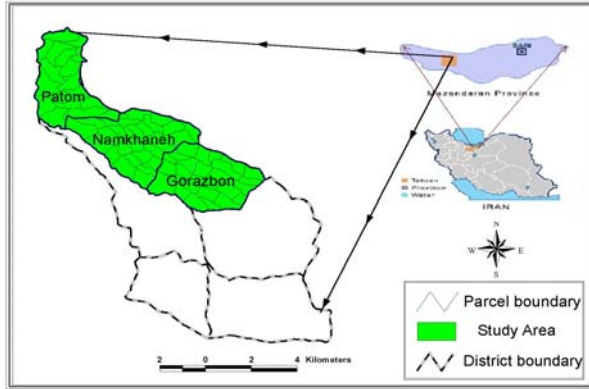 Patom
Namkhaneh
Gorazbon
Mazandaran Province
Tehran
Province
Water
IRAN
N
W E
S
Parcel boundary
Study Area
District boundary
2 0 2 4 Kilometers